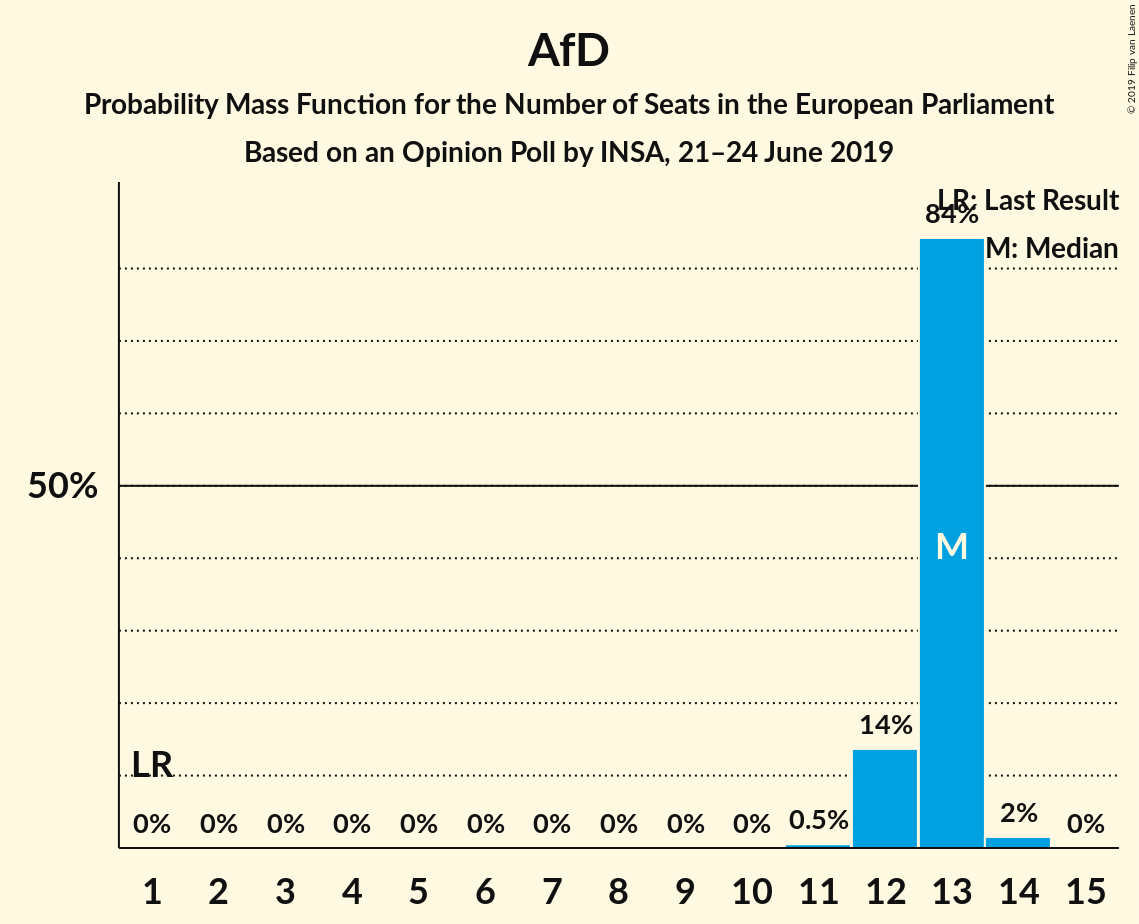 AfD
Probability Mass Function for the Number of Seats in the European Parliament
Based on an Opinion Poll by INSA, 21–24 June 2019
© 2019 Filip van Laenen
LR: Last Result
84%
M: Median
50%
M
14%
LR
0% 0% 0% 0% 0% 0% 0% 0% 0% 0% 0.5% 2% 0%
1 2 3 4 5 6 7 8 9 10 11 12 13 14 15